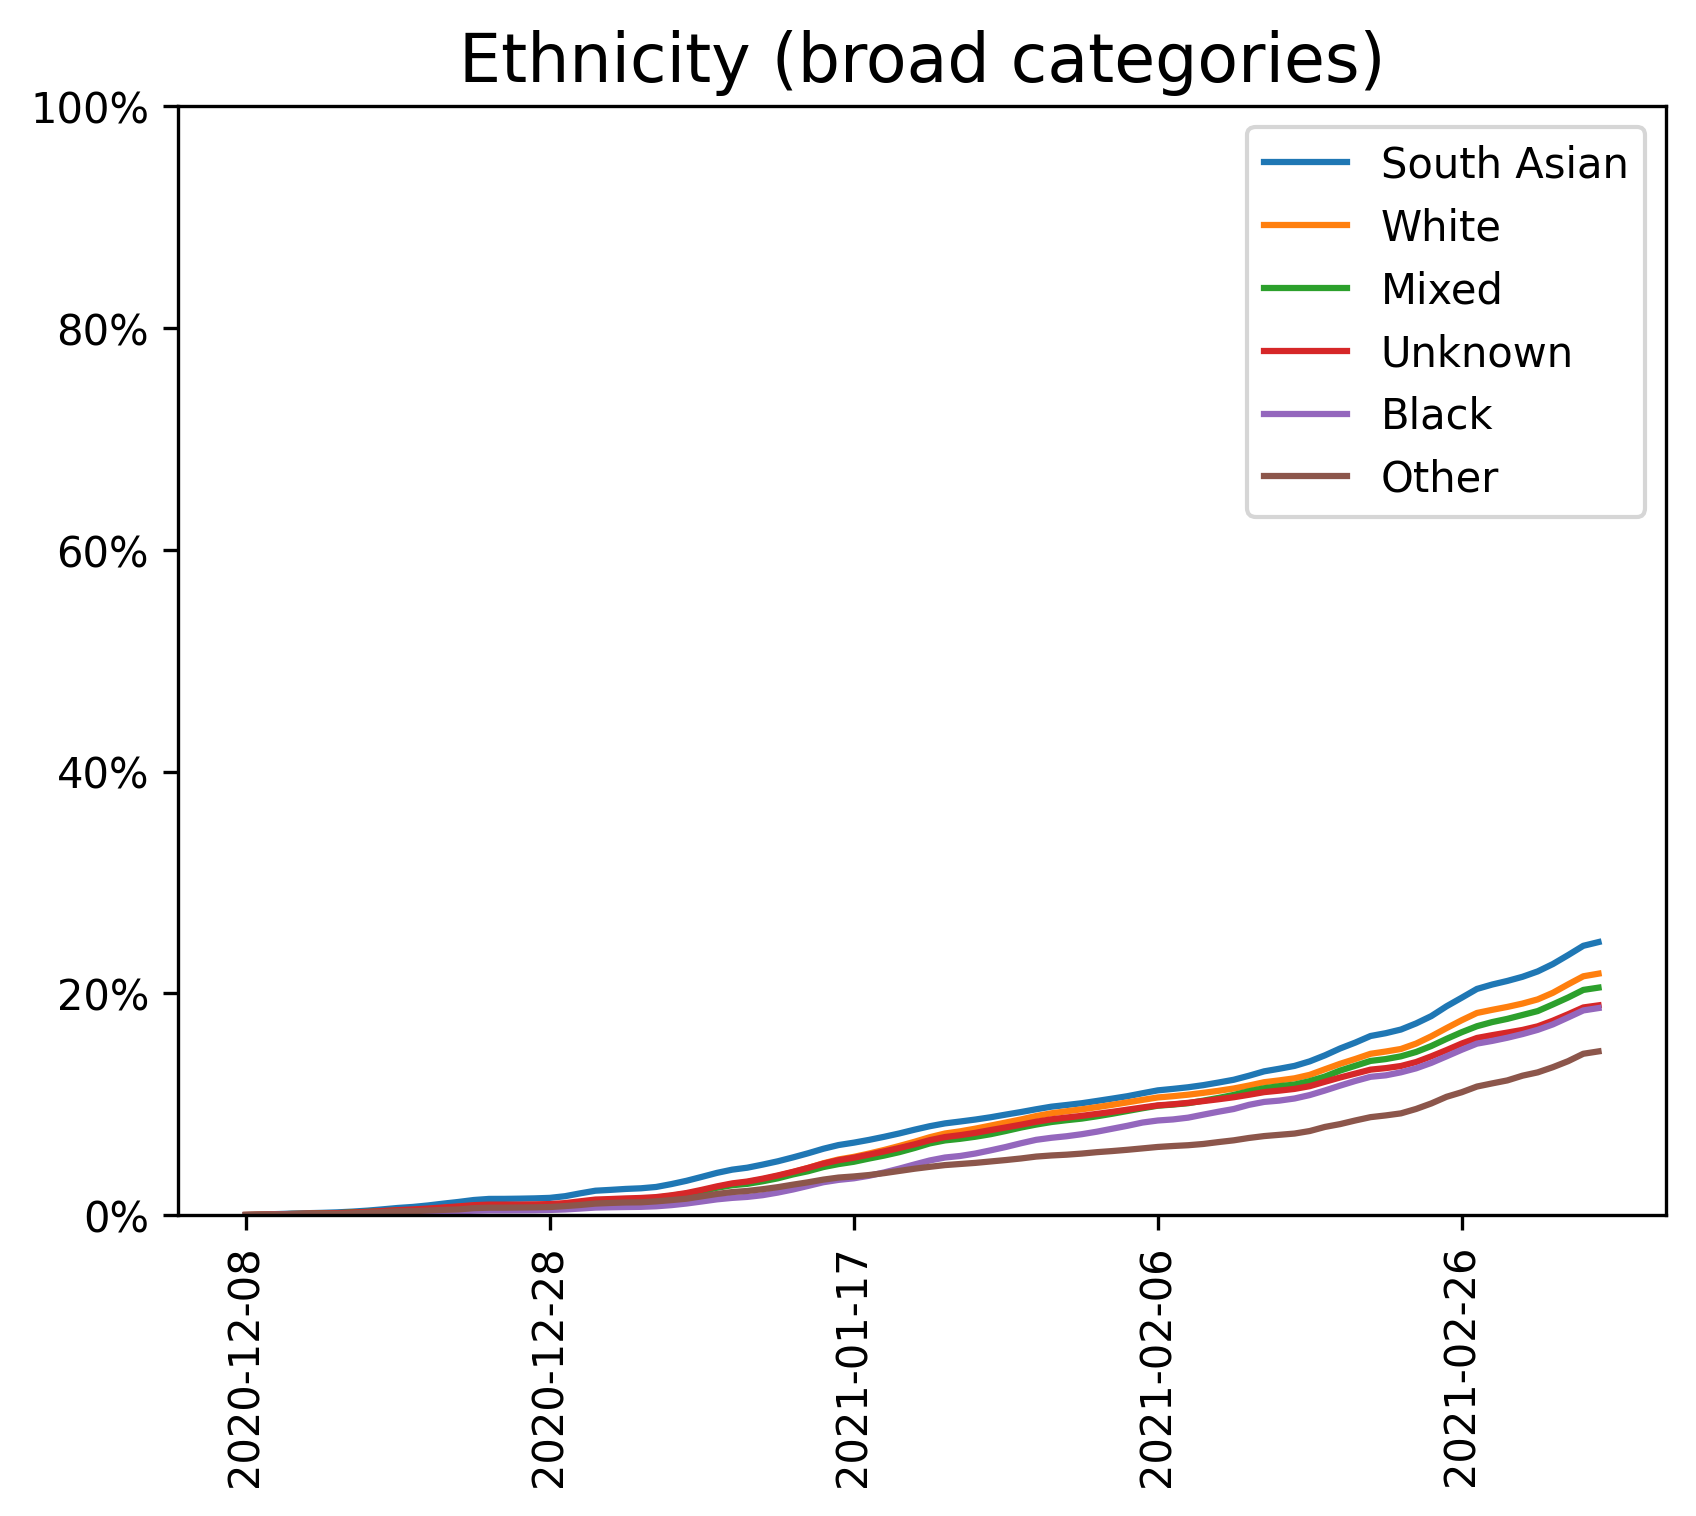 Ethnicity (broad categories)
100%
80%
60%
40%
20%
0%
South Asian
White
Mixed
Unknown
Black
Other
2020-12-08
2020-12-28
2021-01-17
2021-02-06
2021-02-26